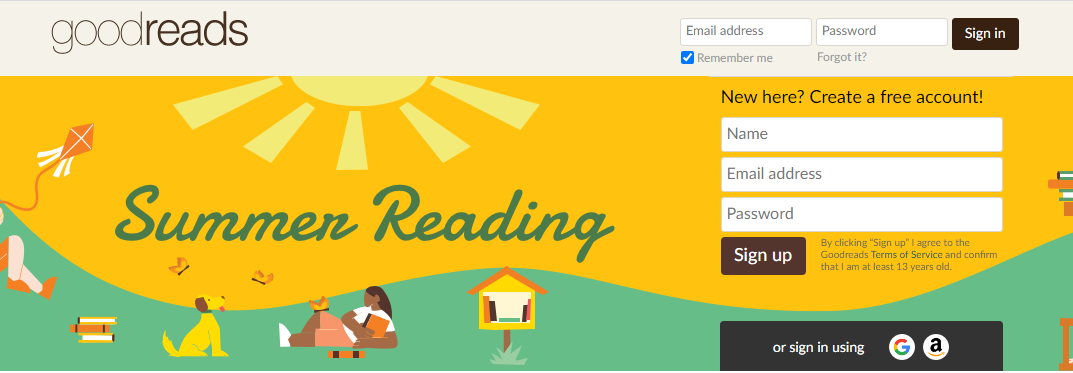 goodreads
Email address
Password
Sign in
Remember me
Forgot it?
New here? Create a free account!
Name
Email address
Password
Sign up
By clicking "Sign up" I agree to the
Goodreads Terms of Service and confirm
that I am at least 13 years old.
Summer Reading
or sign in using